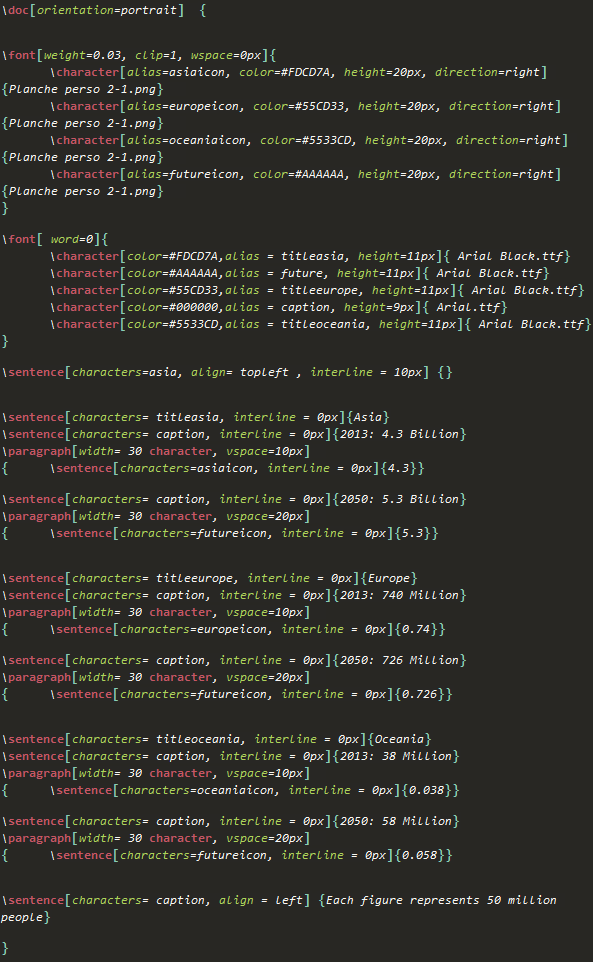 \doc[orientation=portrait]  {
\font[weight=0.03, clip=1, wspace=0px]{
\character[alias=asiaicon, color=#FDCD7A, height=20px, direction=right]
{Planche perso 2-1.png}
\character[alias=europeicon, color=#55CD33, height=20px, direction=right]
{Planche perso 2-1.png}
\character[alias=oceaniaicon, color=#5533CD, height=20px, direction=right]
{Planche perso 2-1.png}
\character[alias=futureicon, color=#AAAAAA, height=20px, direction=right]
{Planche perso 2-1.png}
}
\font[ word=0]{
\character[color=#FDCD7A,alias = titleasia, height=11px]{ Arial Black.ttf}
\character[color=#AAAAAA,alias = future, height=11px]{ Arial Black.ttf}
\character[color=#55CD33,alias = titleeurope, height=11px]{ Arial Black.ttf}
\character[color=#000000,alias = caption, height=9px]{ Arial.ttf}
\character[color=#5533CD,alias = titleoceania, height=11px]{ Arial Black.ttf}
}
\sentence[characters=asia, align= topleft , interline = 10px] {}
\sentence[characters= titleasia, interline = 0px]{Asia}
\sentence[characters= caption, interline = 0px]{2013: 4.3 Billion}
\paragraph[width= 30 character, vspace=10px]
{      \sentence[characters=asiaicon, interline = 0px]{4.3}}
\sentence[characters= caption, interline = 0px]{2050: 5.3 Billion}
\paragraph[width= 30 character, vspace=20px]
{      \sentence[characters=futureicon, interline = 0px]{5.3}}
\sentence[characters= titleeurope, interline = 0px]{Europe}
\sentence[characters= caption, interline = 0px]{2013: 740 Million}
\paragraph[width= 30 character, vspace=10px]
{      \sentence[characters=europeicon, interline = 0px]{0.74}}
\sentence[characters= caption, interline = 0px]{2050: 726 Million}
\paragraph[width= 30 character, vspace=20px]
{      \sentence[characters=futureicon, interline = 0px]{0.726}}
\sentence[characters= titleoceania, interline = 0px]{Oceania}
\sentence[characters= caption, interline = 0px]{2013: 38 Million}
\paragraph[width= 30 character, vspace=10px]
{      \sentence[characters=oceaniaicon, interline = 0px]{0.038}}
\sentence[characters= caption, interline = 0px]{2050: 58 Million}
\paragraph[width= 30 character, vspace=20px]
{      \sentence[characters=futureicon, interline = 0px]{0.058}}
\sentence[characters= caption, align = left] {Each figure represents 50 million
people}
}